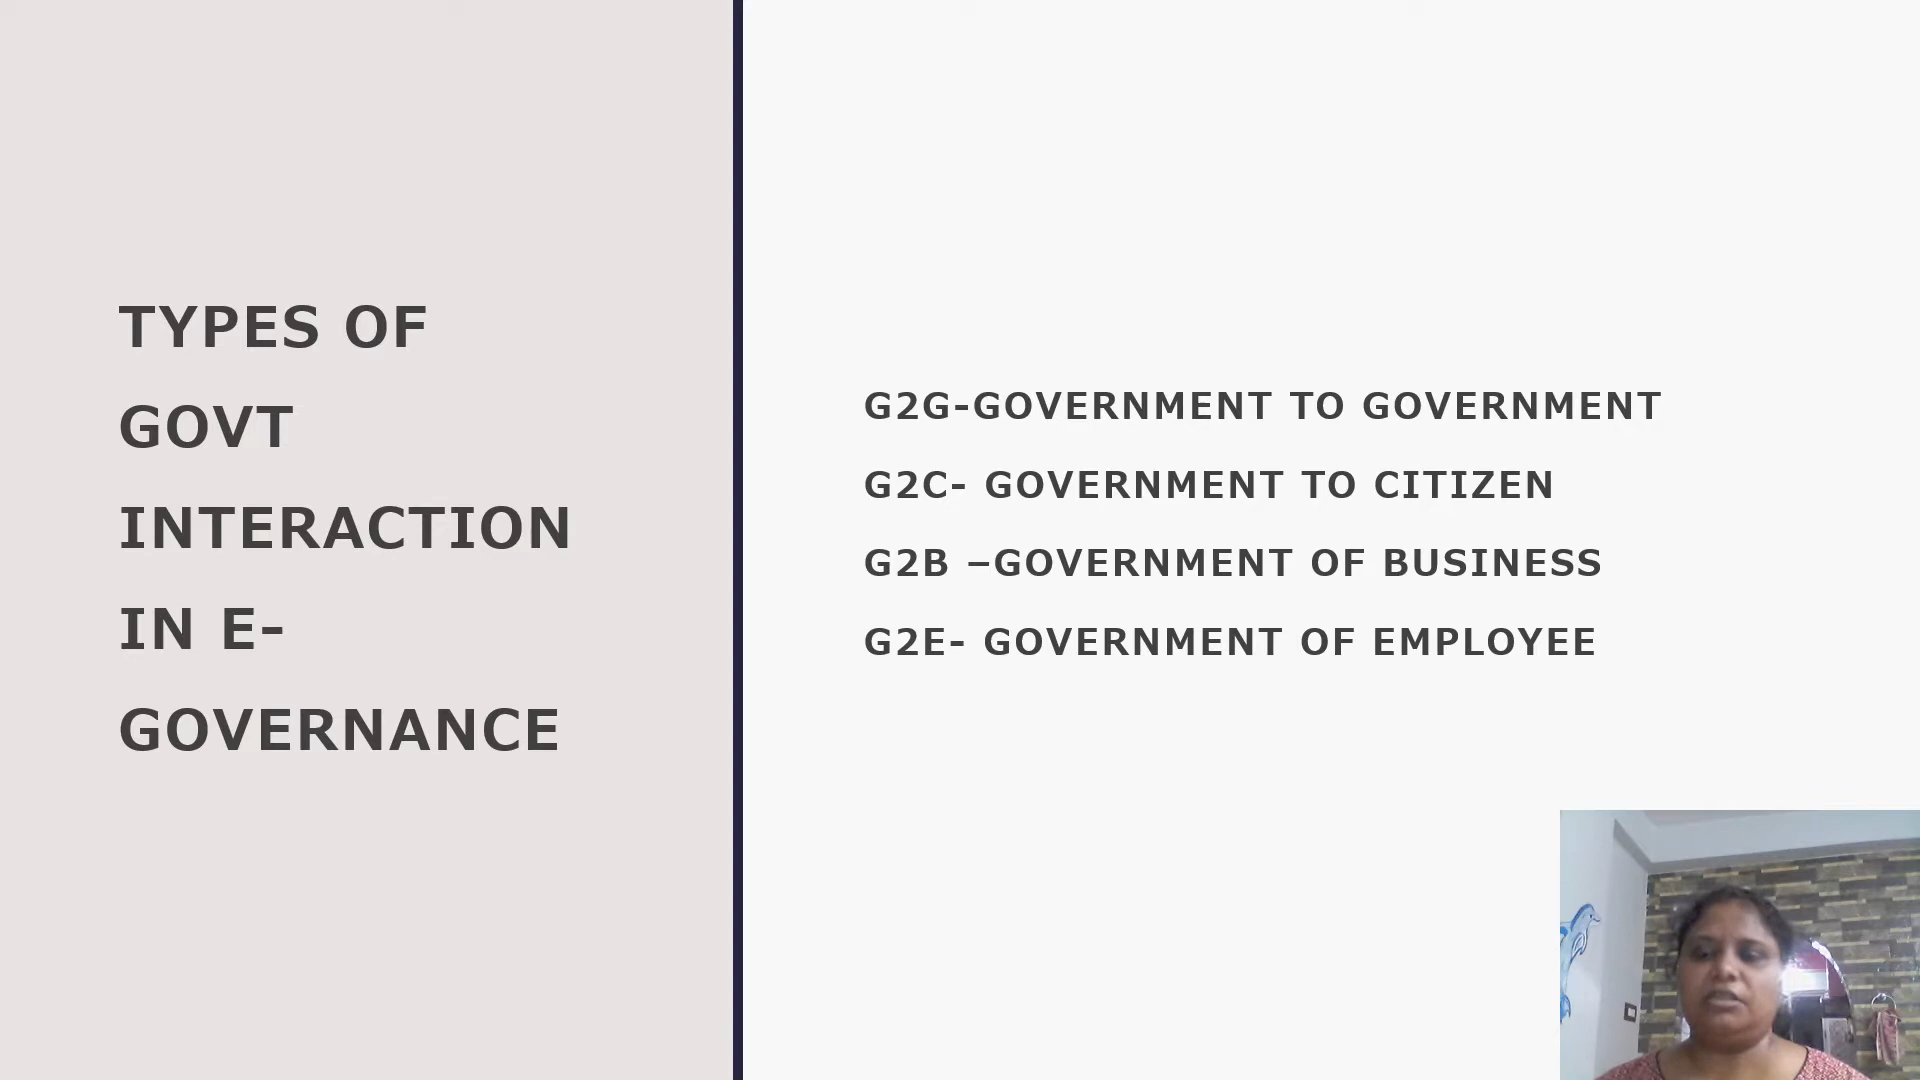 TYPES OF
GOVT
INTERACTION
IN E-
GOVERNANCE
G2G-GOVERNMENT TO GOVERNMENT
G2C- GOVERNMENT TO CITIZEN
G2B –GOVERNMENT OF BUSINESS
G2E- GOVERNMENT OF EMPLOYEE